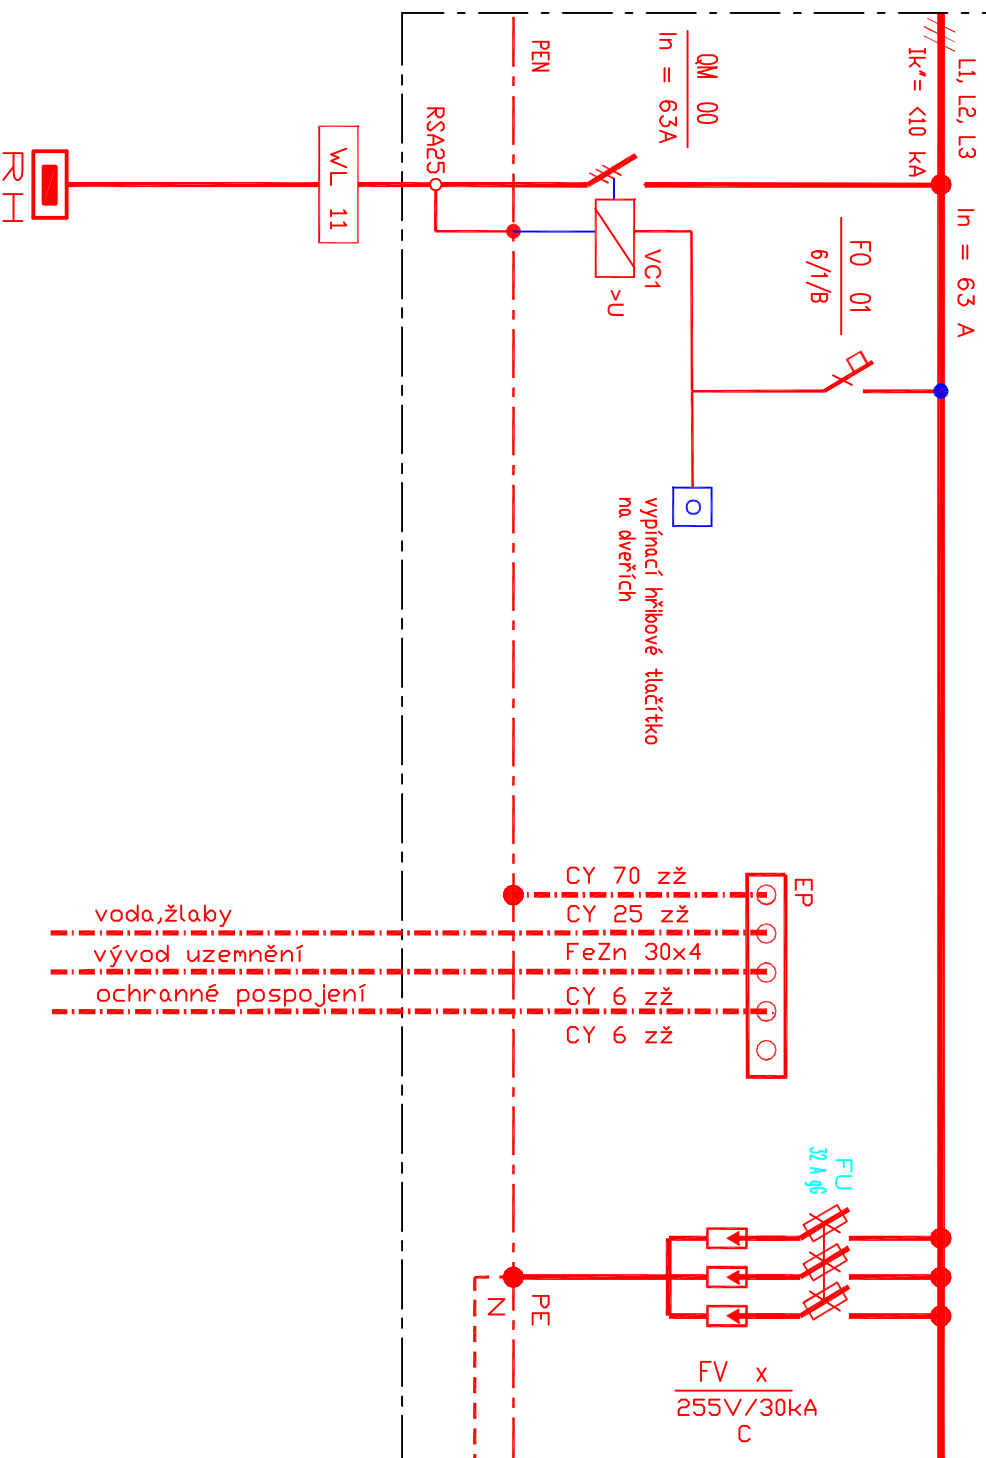 L1, L2, L3 In = 63 A
Ik″= <10 kA
PEN
QM 00
In = 63A
RSA25
WL 11
RH
VC1
>U
FO 01
6/1/B
vypínací hřibové tlačítko
na dveřích
EP
CY 70 zž
CY 25 zž
FeZn 30x4
CY 6 zž
CY 6 zž
voda,žlaby
vývod uzemnění
ochranné pospojení
FU
32 A gG
PE
N
FV x
255V/30kA
C